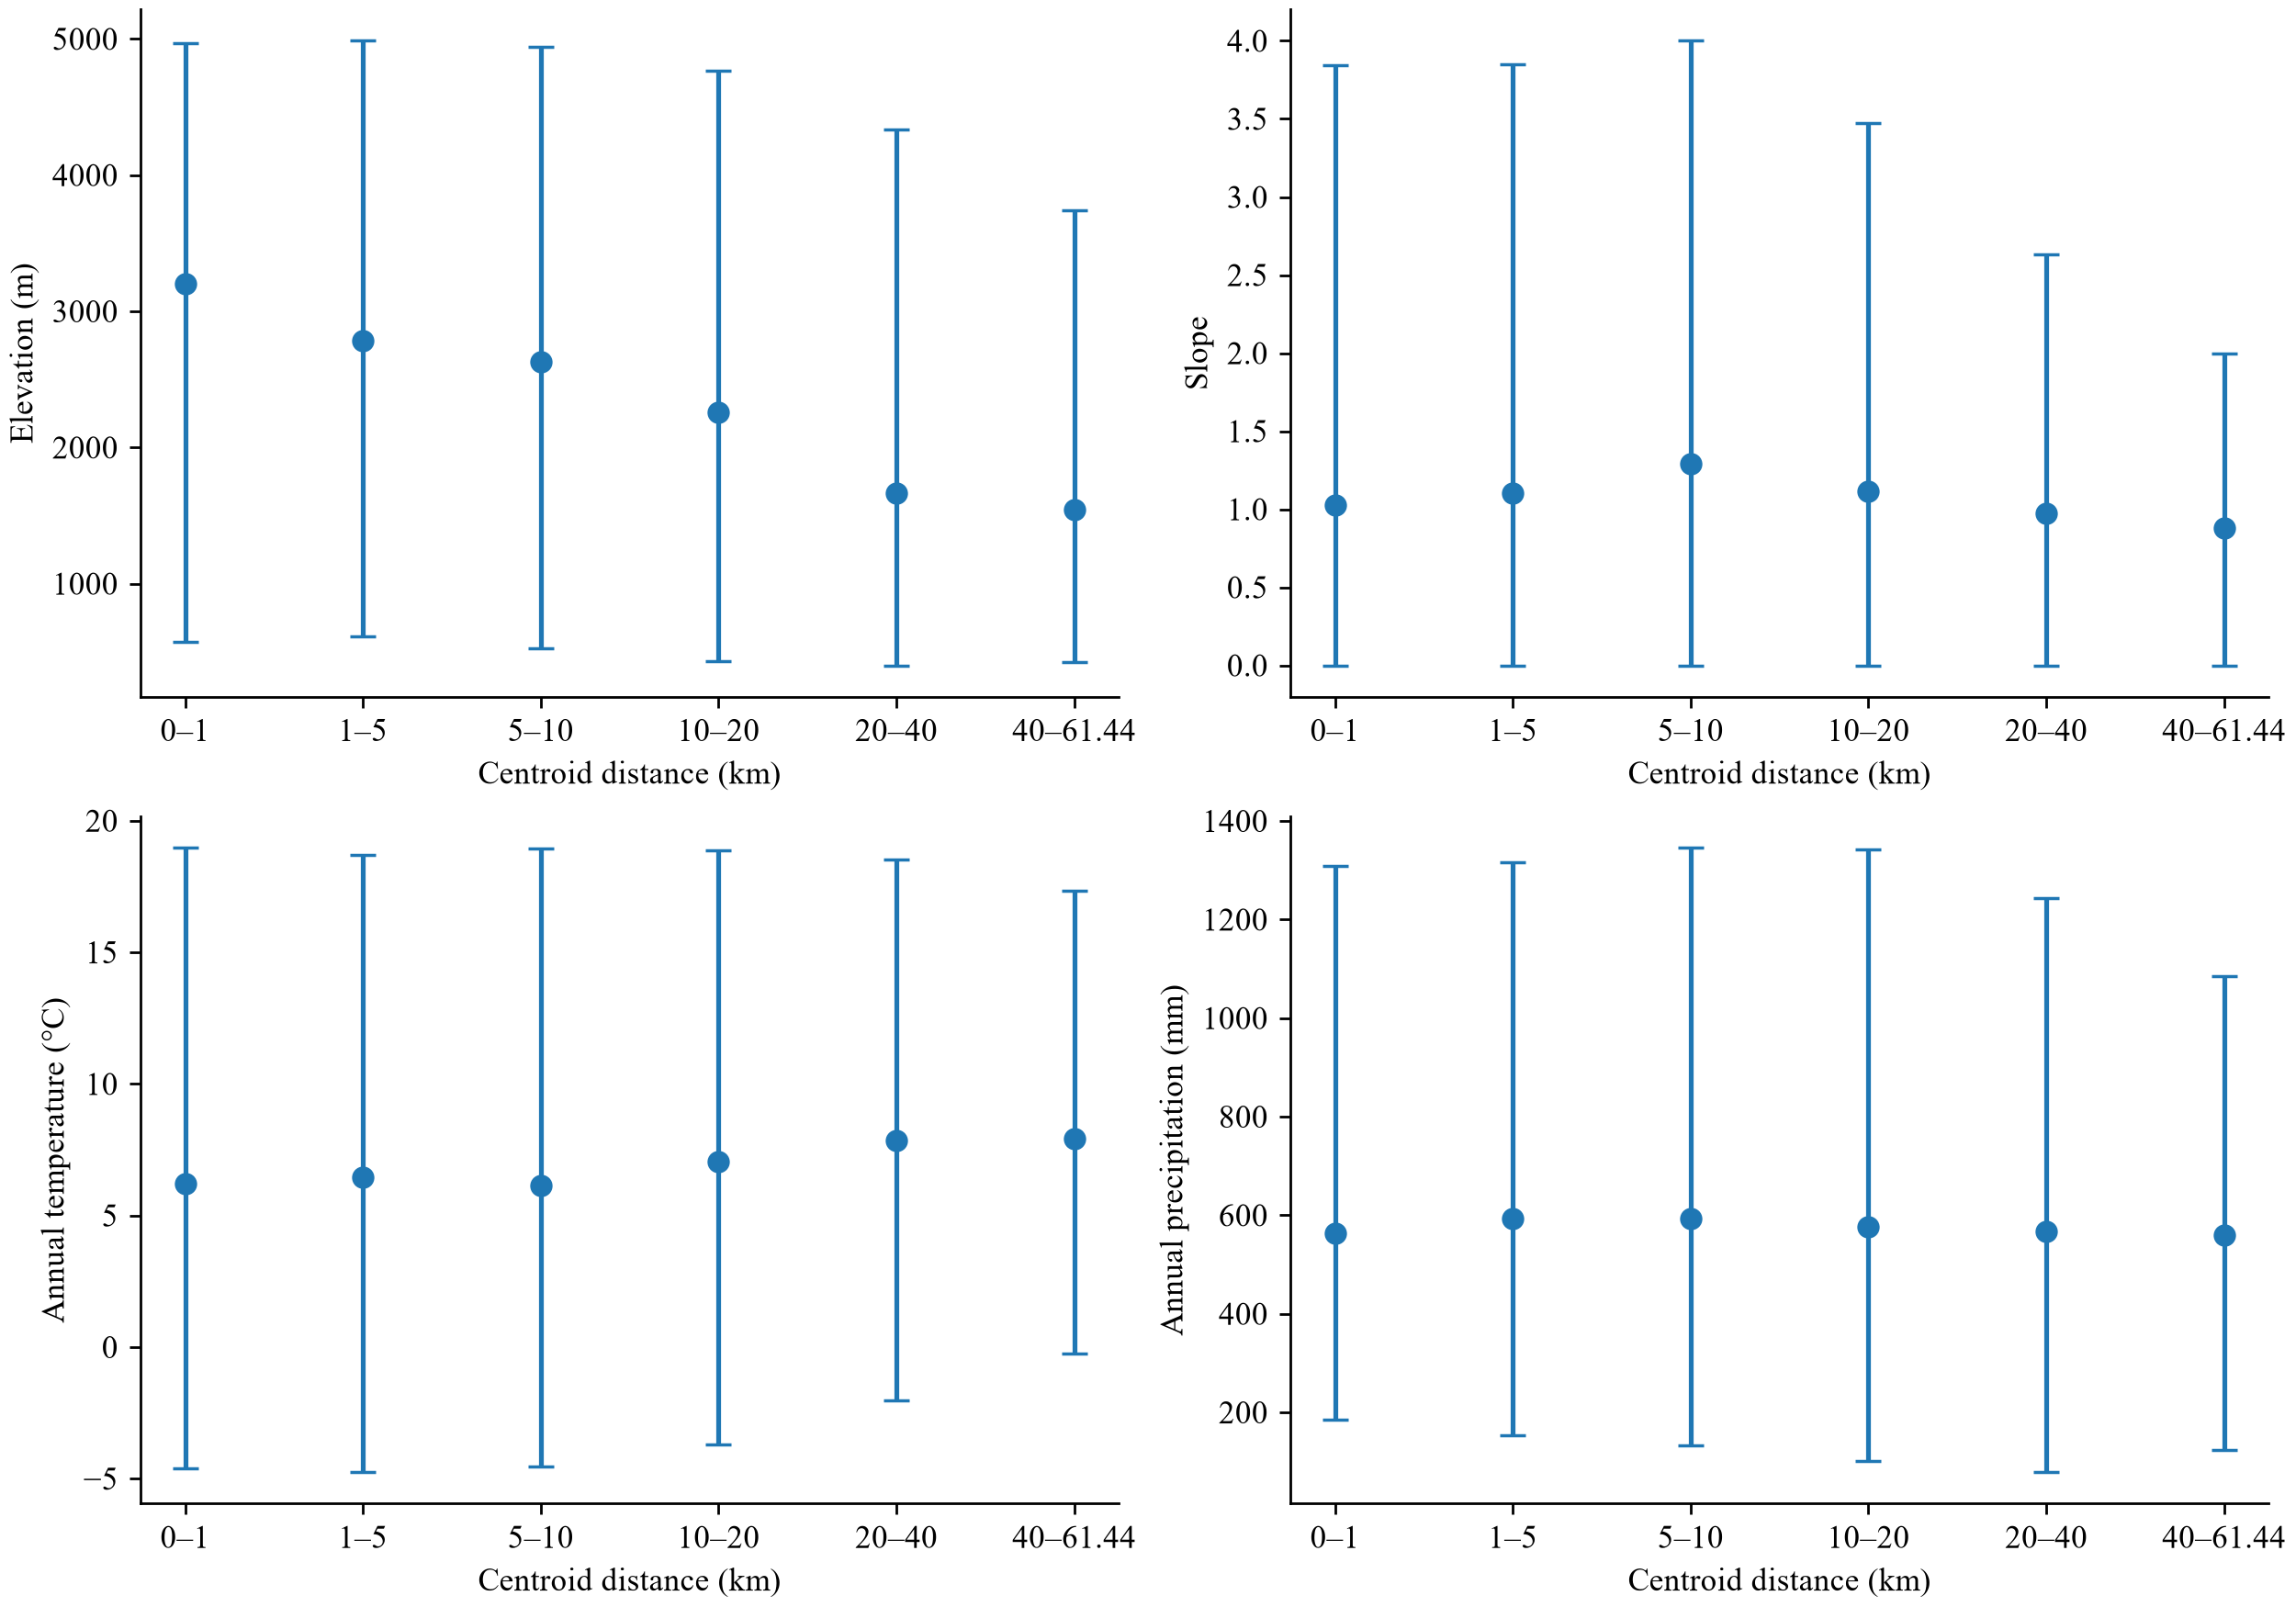 Elevation (m)
5000
4000
3000
2000
1000
0–1 1–5 5–10 10–20 20–40 40–61.44
Centroid distance (km)
Slope
4.0
3.5
3.0
2.5
2.0
1.5
1.0
0.5
0.0
0–1 1–5 5–10 10–20 20–40 40–61.44
Centroid distance (km)
Annual temperature (°C)
20
15
10
5
0
−5
0–1 1–5 5–10 10–20 20–40 40–61.44
Centroid distance (km)
Annual precipitation (mm)
1400
1200
1000
800
600
400
200
0–1 1–5 5–10 10–20 20–40 40–61.44
Centroid distance (km)